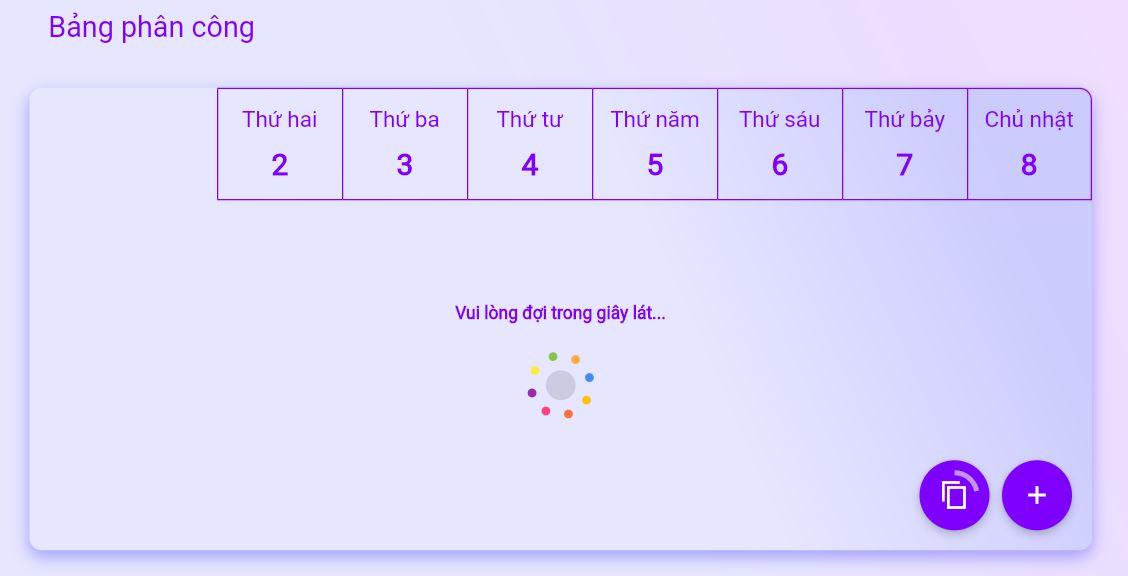 Bảng phân công
Thứ hai Thứ ba Thứ tư Thứ năm Thứ sáu Thứ bảy Chủ nhật
2 3 4 5 6 7 8
Vui lòng đợi trong giây lát...